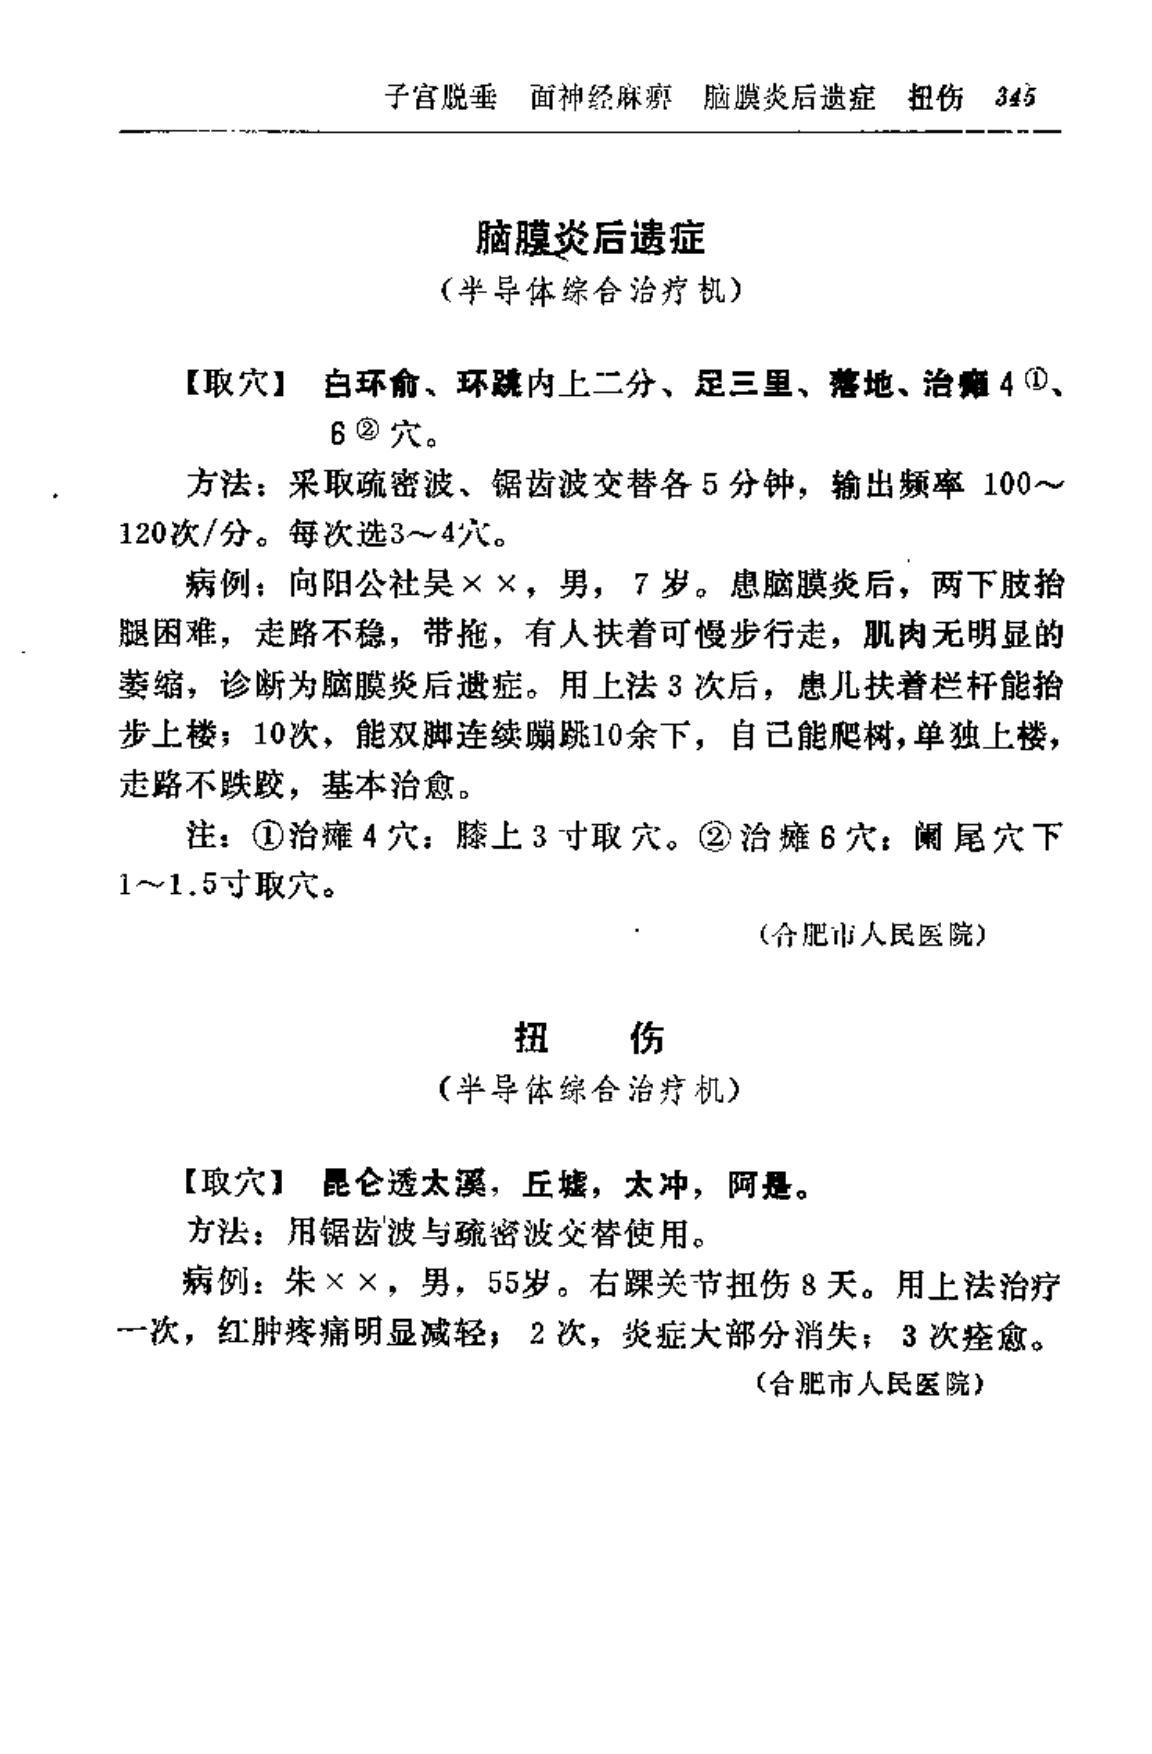 子宫脱垂 面神经麻痹 脑膜炎后遗症 扭伤 345
脑膜炎后遗症
（半导体综合治疗机）
【取穴】 白环俞、环跳内上二分、足三里、落地、治瘫4①、
6②穴。
方法：采取疏密波、锯齿波交替各5分钟，输出频率 100～
120次/分。每次选3～4穴。
病例：向阳公社吴××，男，7岁。患脑膜炎后，两下肢抬
腿困难，走路不稳，带拖，有人扶着可慢步行走，肌肉无明显的
萎缩，诊断为脑膜炎后遗症。用上法3次后，患儿扶着栏杆能抬
步上楼；10次，能双脚连续蹦跳10余下，自己能爬树，单独上楼，
走路不跌跤，基本治愈。
注：①治瘫4穴：膝上3寸取穴。②治瘫6穴：阑尾穴下
1～1.5寸取穴。
（合肥市人民医院）
扭 伤
（半导体综合治疗机）
【取穴】 昆仑透太溪，丘墟，太冲，阿是。
方法：用锯齿波与疏密波交替使用。
病例：朱××，男，55岁。右踝关节扭伤8天。用上法治疗
一次，红肿疼痛明显减轻；2次，炎症大部分消失；3次痊愈。
（合肥市人民医院）